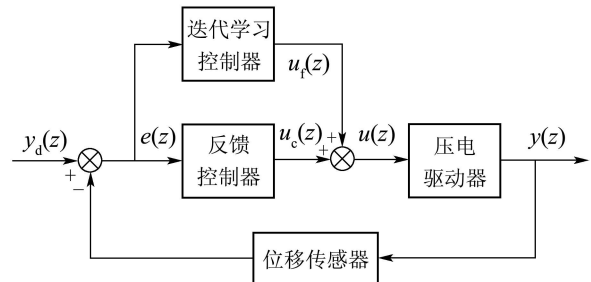 迭代学习
控制器
u_f(z)
y_d(z)
e(z)
反馈
控制器
u_c(z)
+
+
u(z)
压电
驱动器
y(z)
+
−
位移传感器